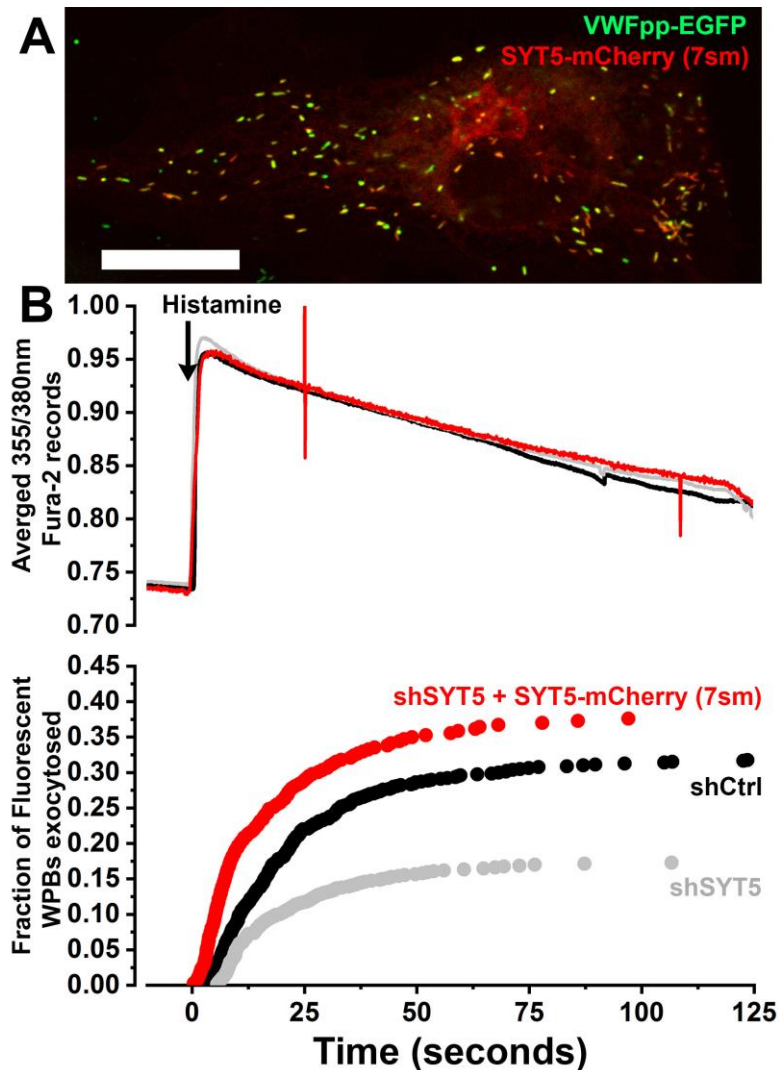 A
VWFpp-EGFP
SYT5-mCherry (7sm)
B
Histamine
1.00
0.95
0.90
0.85
0.80
0.75
0.70
Averged 355/380nm
Fura-2 records
0.45
0.40
0.35
0.30
0.25
0.20
0.15
0.10
0.05
0.00
Fraction of Fluorescent
WPBs exocytosed
shSYT5 + SYT5-mCherry (7sm)
shCtrl
shSYT5
0
25
50
75
100
125
Time (seconds)